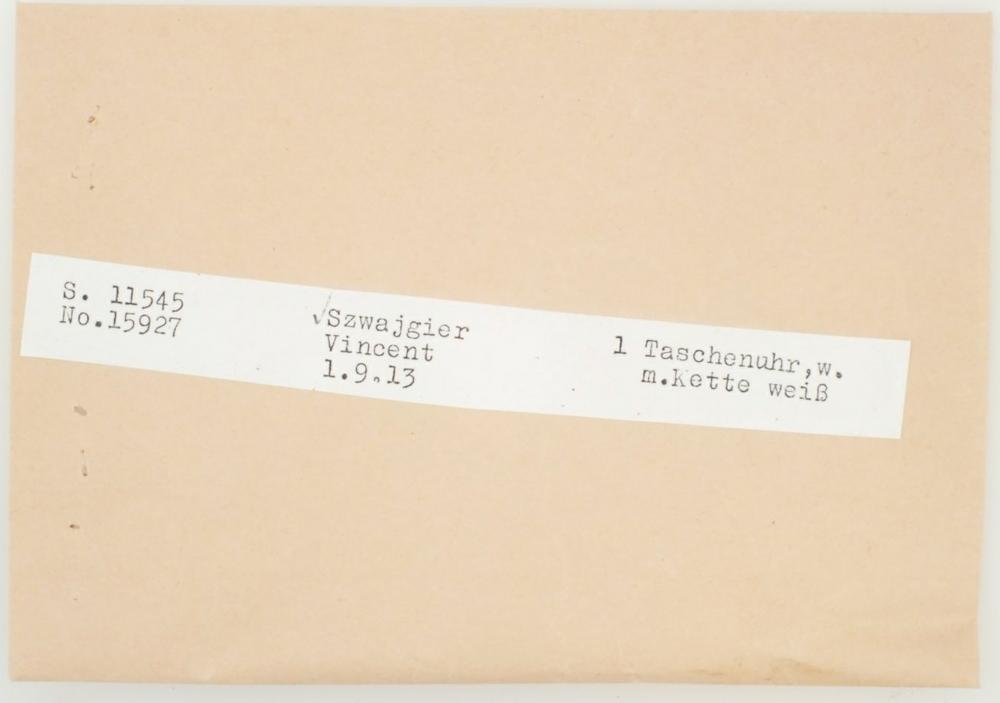 S. 11545
No.15927
√Szwajgier
Vincent
1.9.13
1 Taschenuhr,w.
m.Kette weiß